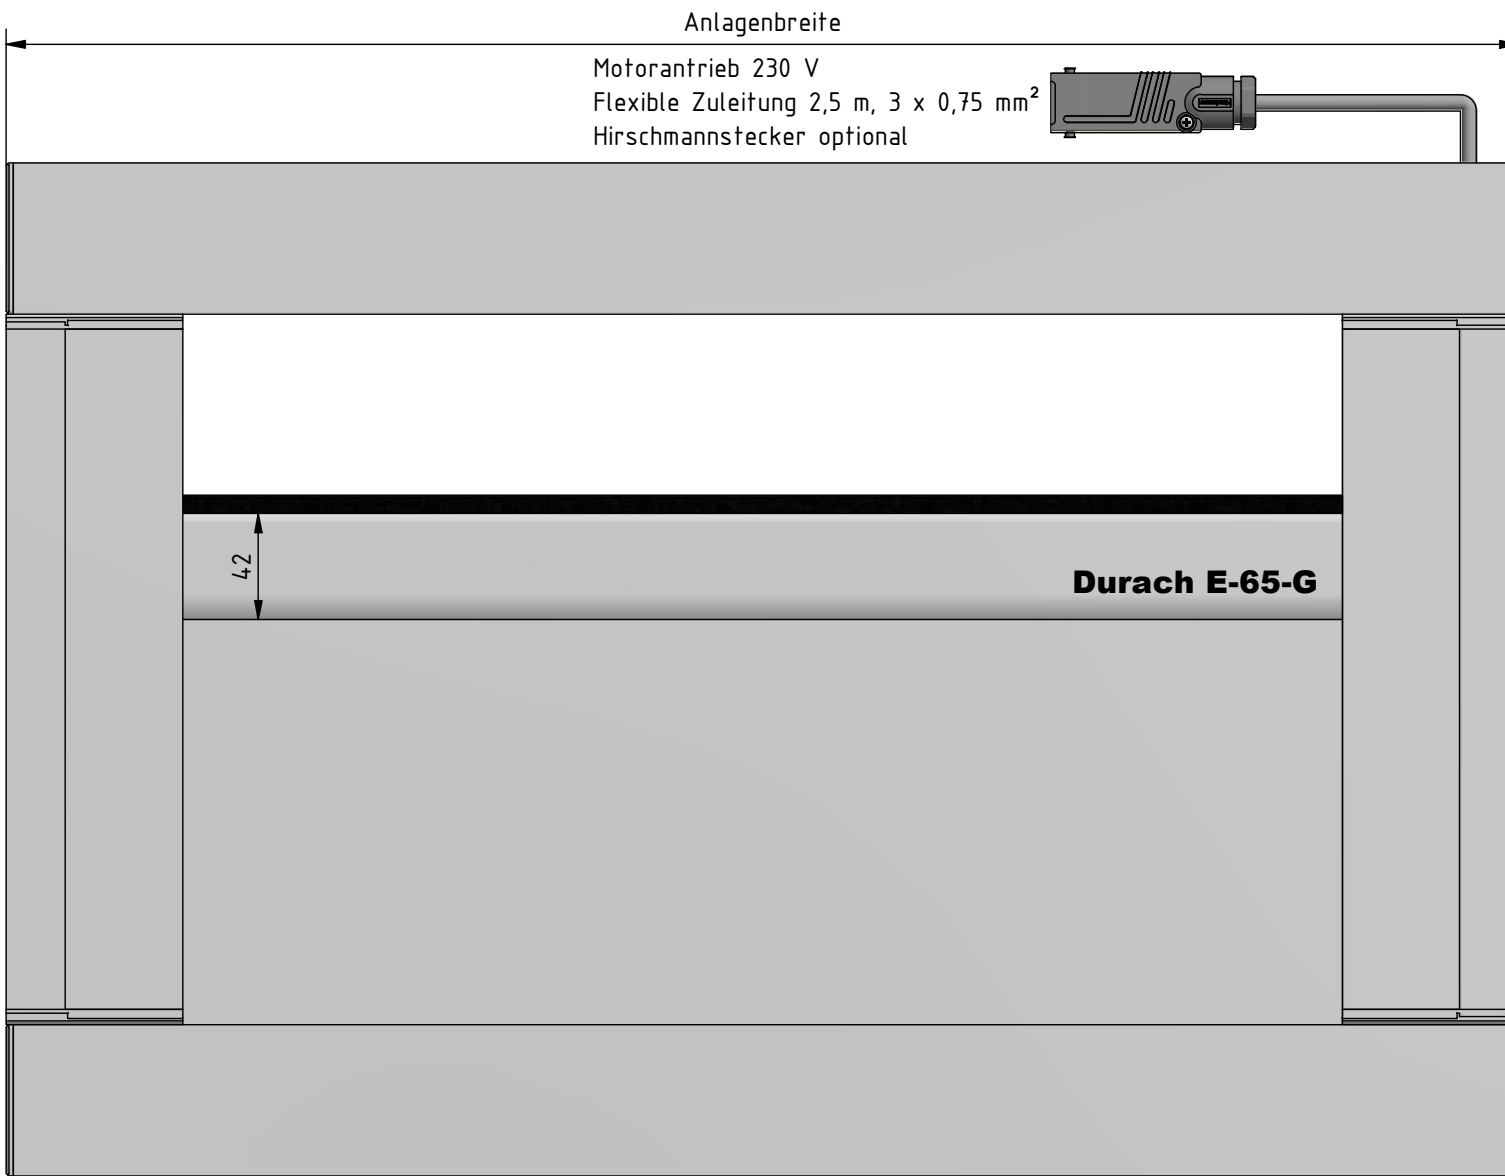 Anlagenbreite
Motorantrieb 230 V
Flexible Zuleitung 2,5 m, 3 x 0,75 mm²
Hirschmannstecker optional
42
Durach E-65-G